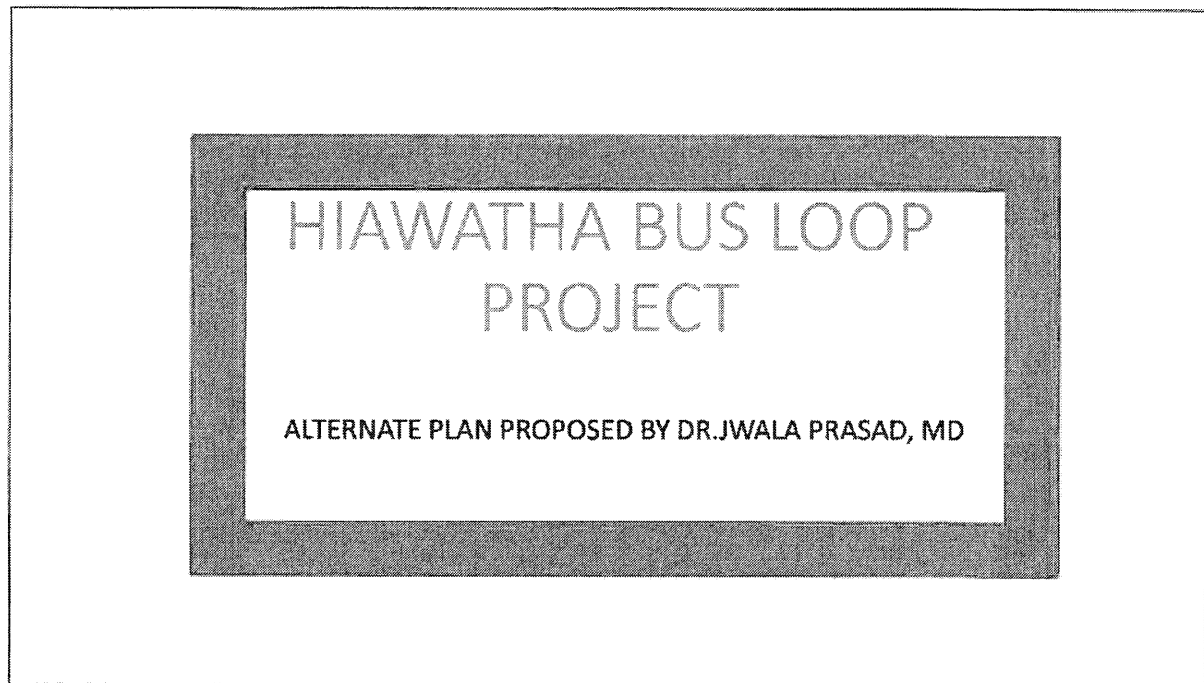 HIAWATHA BUS LOOP
PROJECT
ALTERNATE PLAN PROPOSED BY DR.JWALA PRASAD, MD